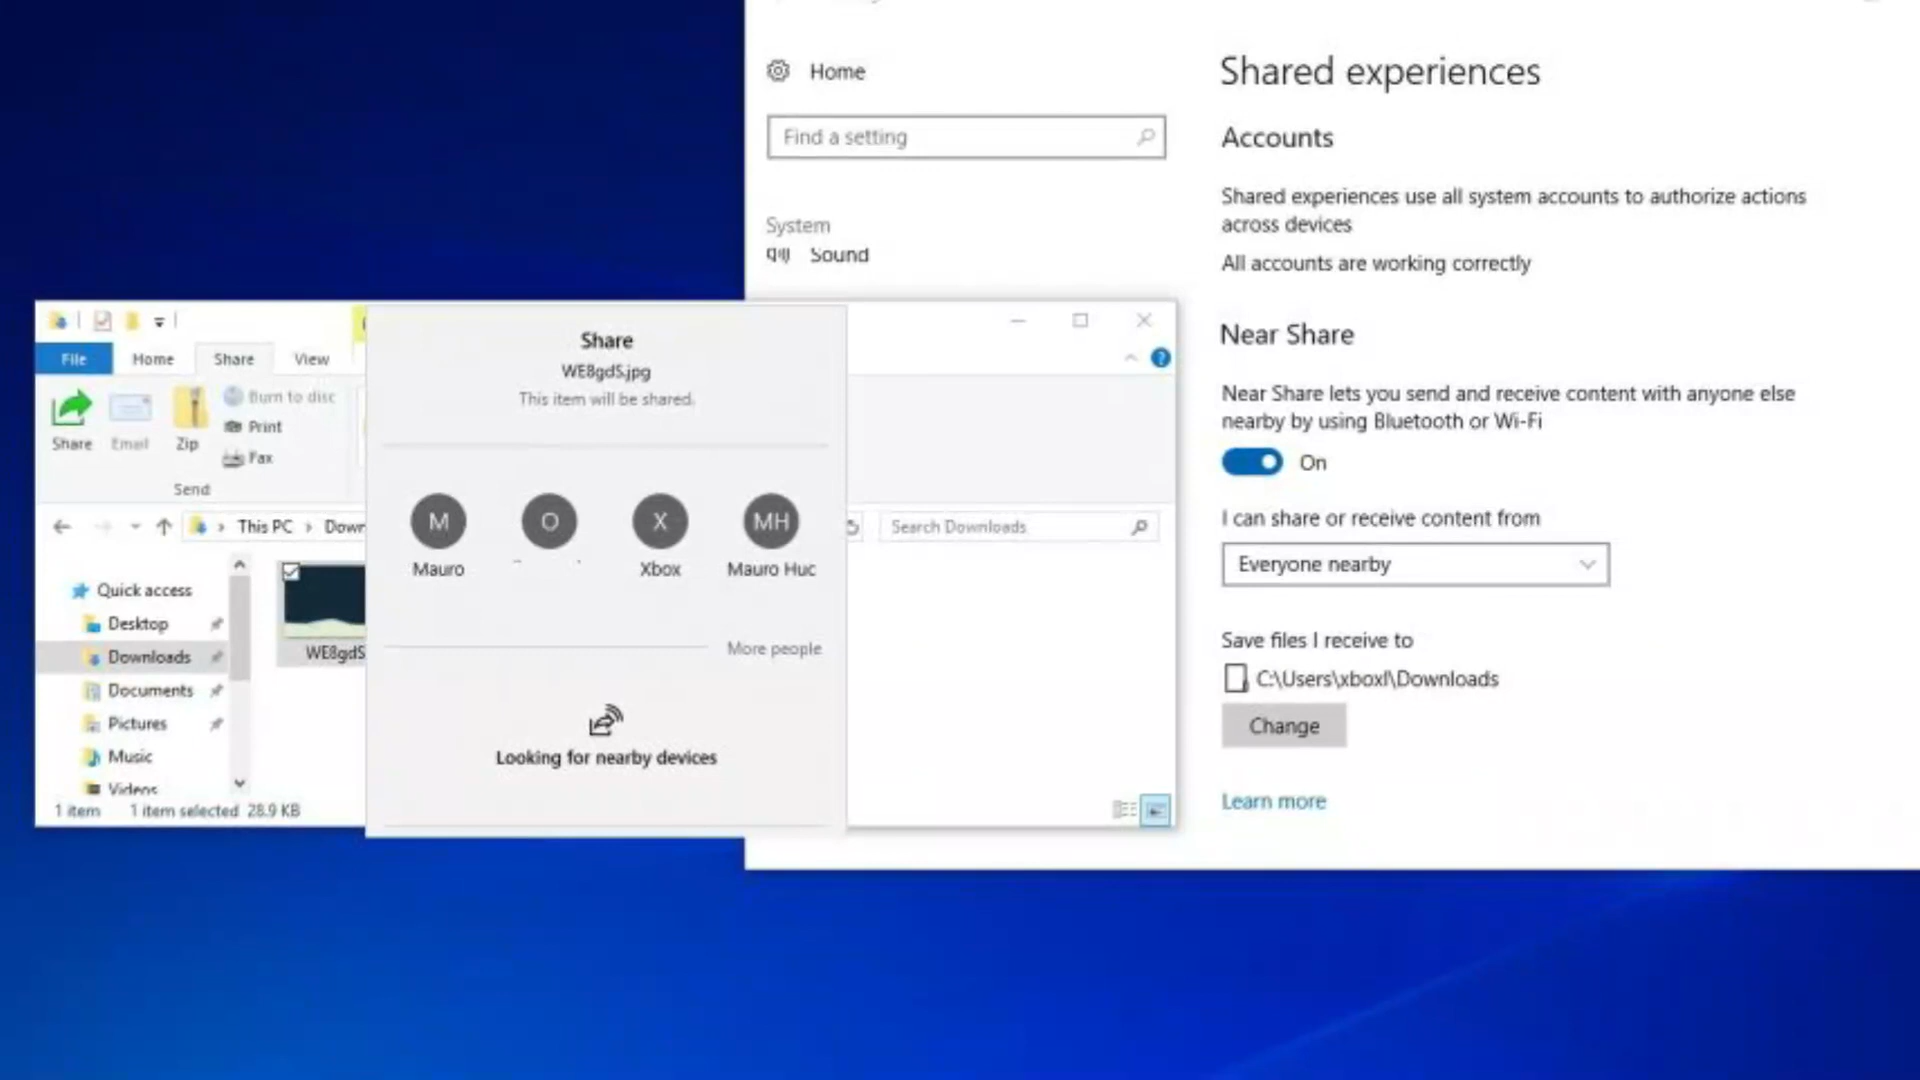 Home
Find a setting
System
Sound
Shared experiences
Accounts
Shared experiences use all system accounts to authorize actions
across devices
All accounts are working correctly
Near Share
Near Share lets you send and receive content with anyone else
nearby by using Bluetooth or Wi-Fi
On
I can share or receive content from
Everyone nearby
Save files I receive to
C:\Users\xboxl\Downloads
Change
Learn more
File Home Share View
Share Email Zip
Burn to disc
Print
Fax
Send
This PC
Search Downloads
Quick access
Desktop
Downloads
Documents
Pictures
Music
Videos
WE8gdS
1 item 1 item selected 28.9 KB
Share
WE8gdS.jpg
This item will be shared.
M O X MH
Mauro Xbox Mauro Huc
More people
Looking for nearby devices